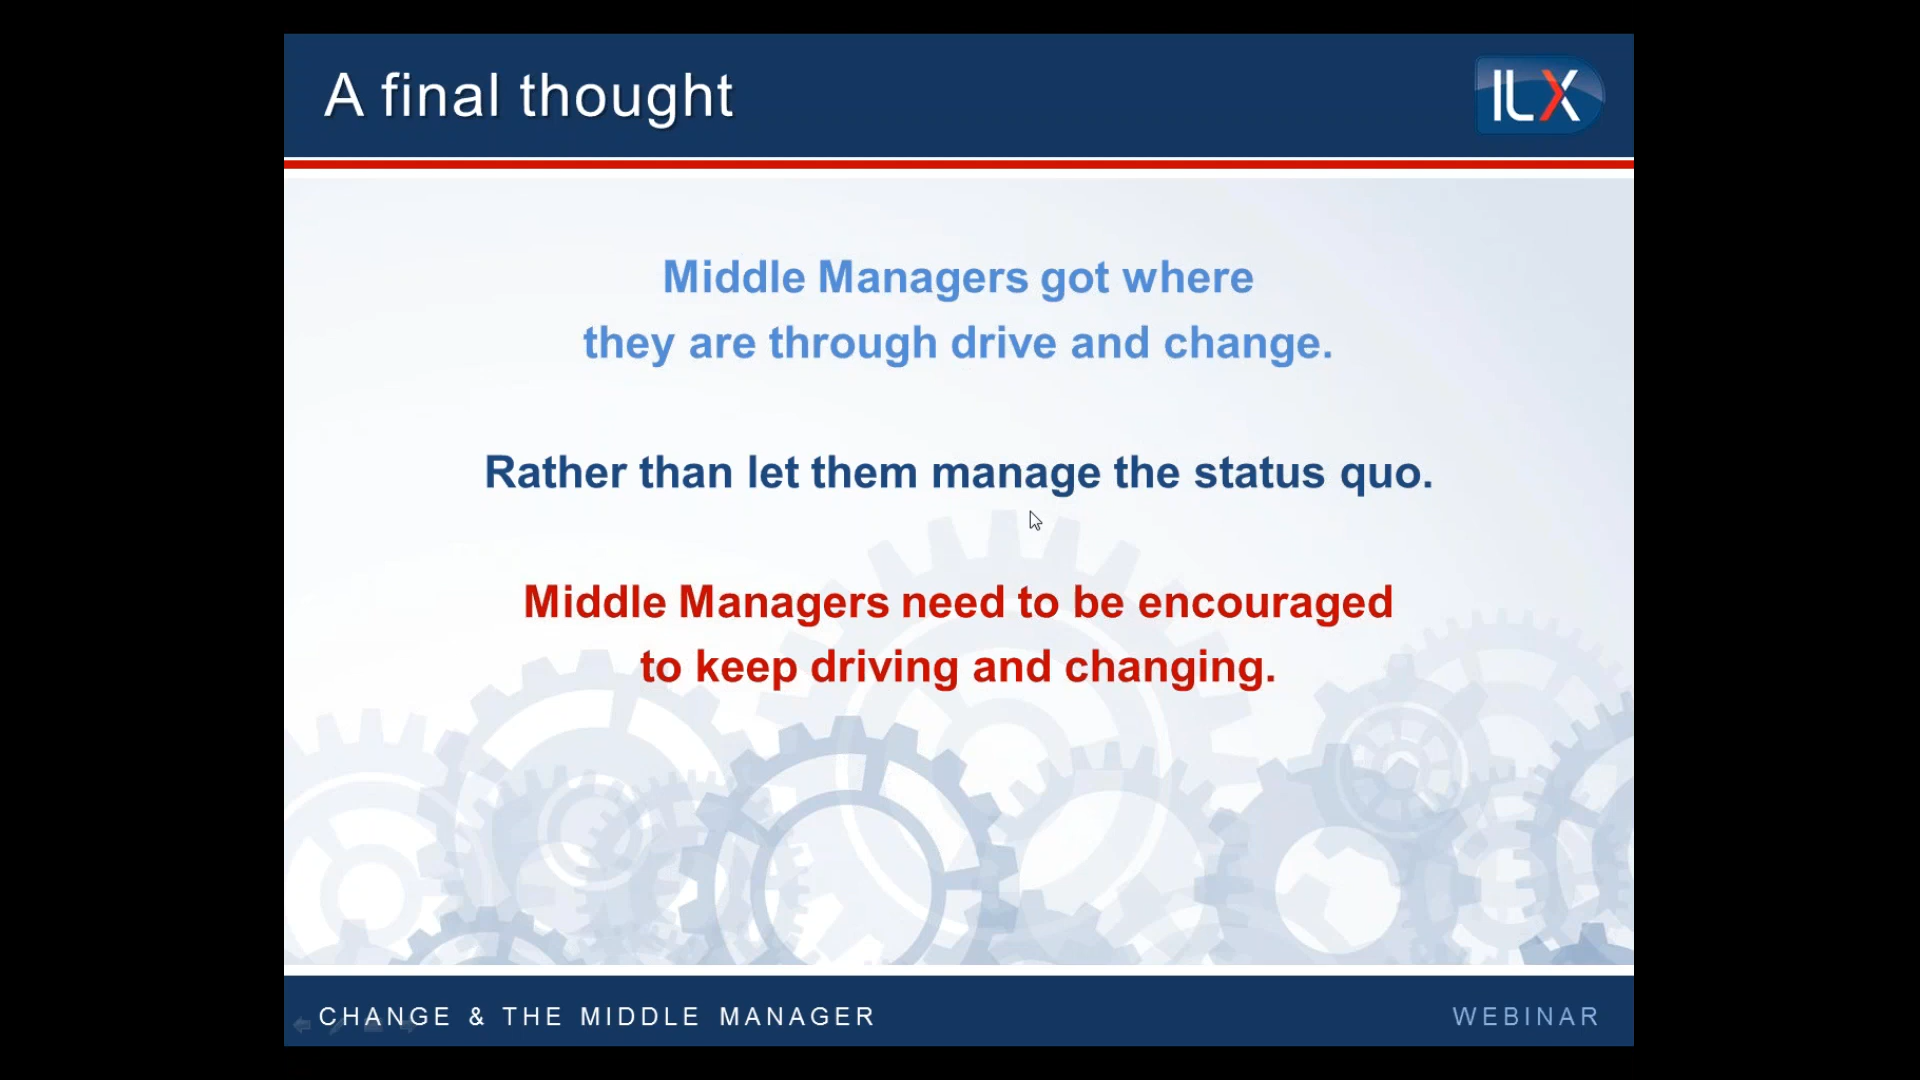 A final thought
ILX
Middle Managers got where
they are through drive and change.
Rather than let them manage the status quo.
Middle Managers need to be encouraged
to keep driving and changing.
CHANGE & THE MIDDLE MANAGER
WEBINAR